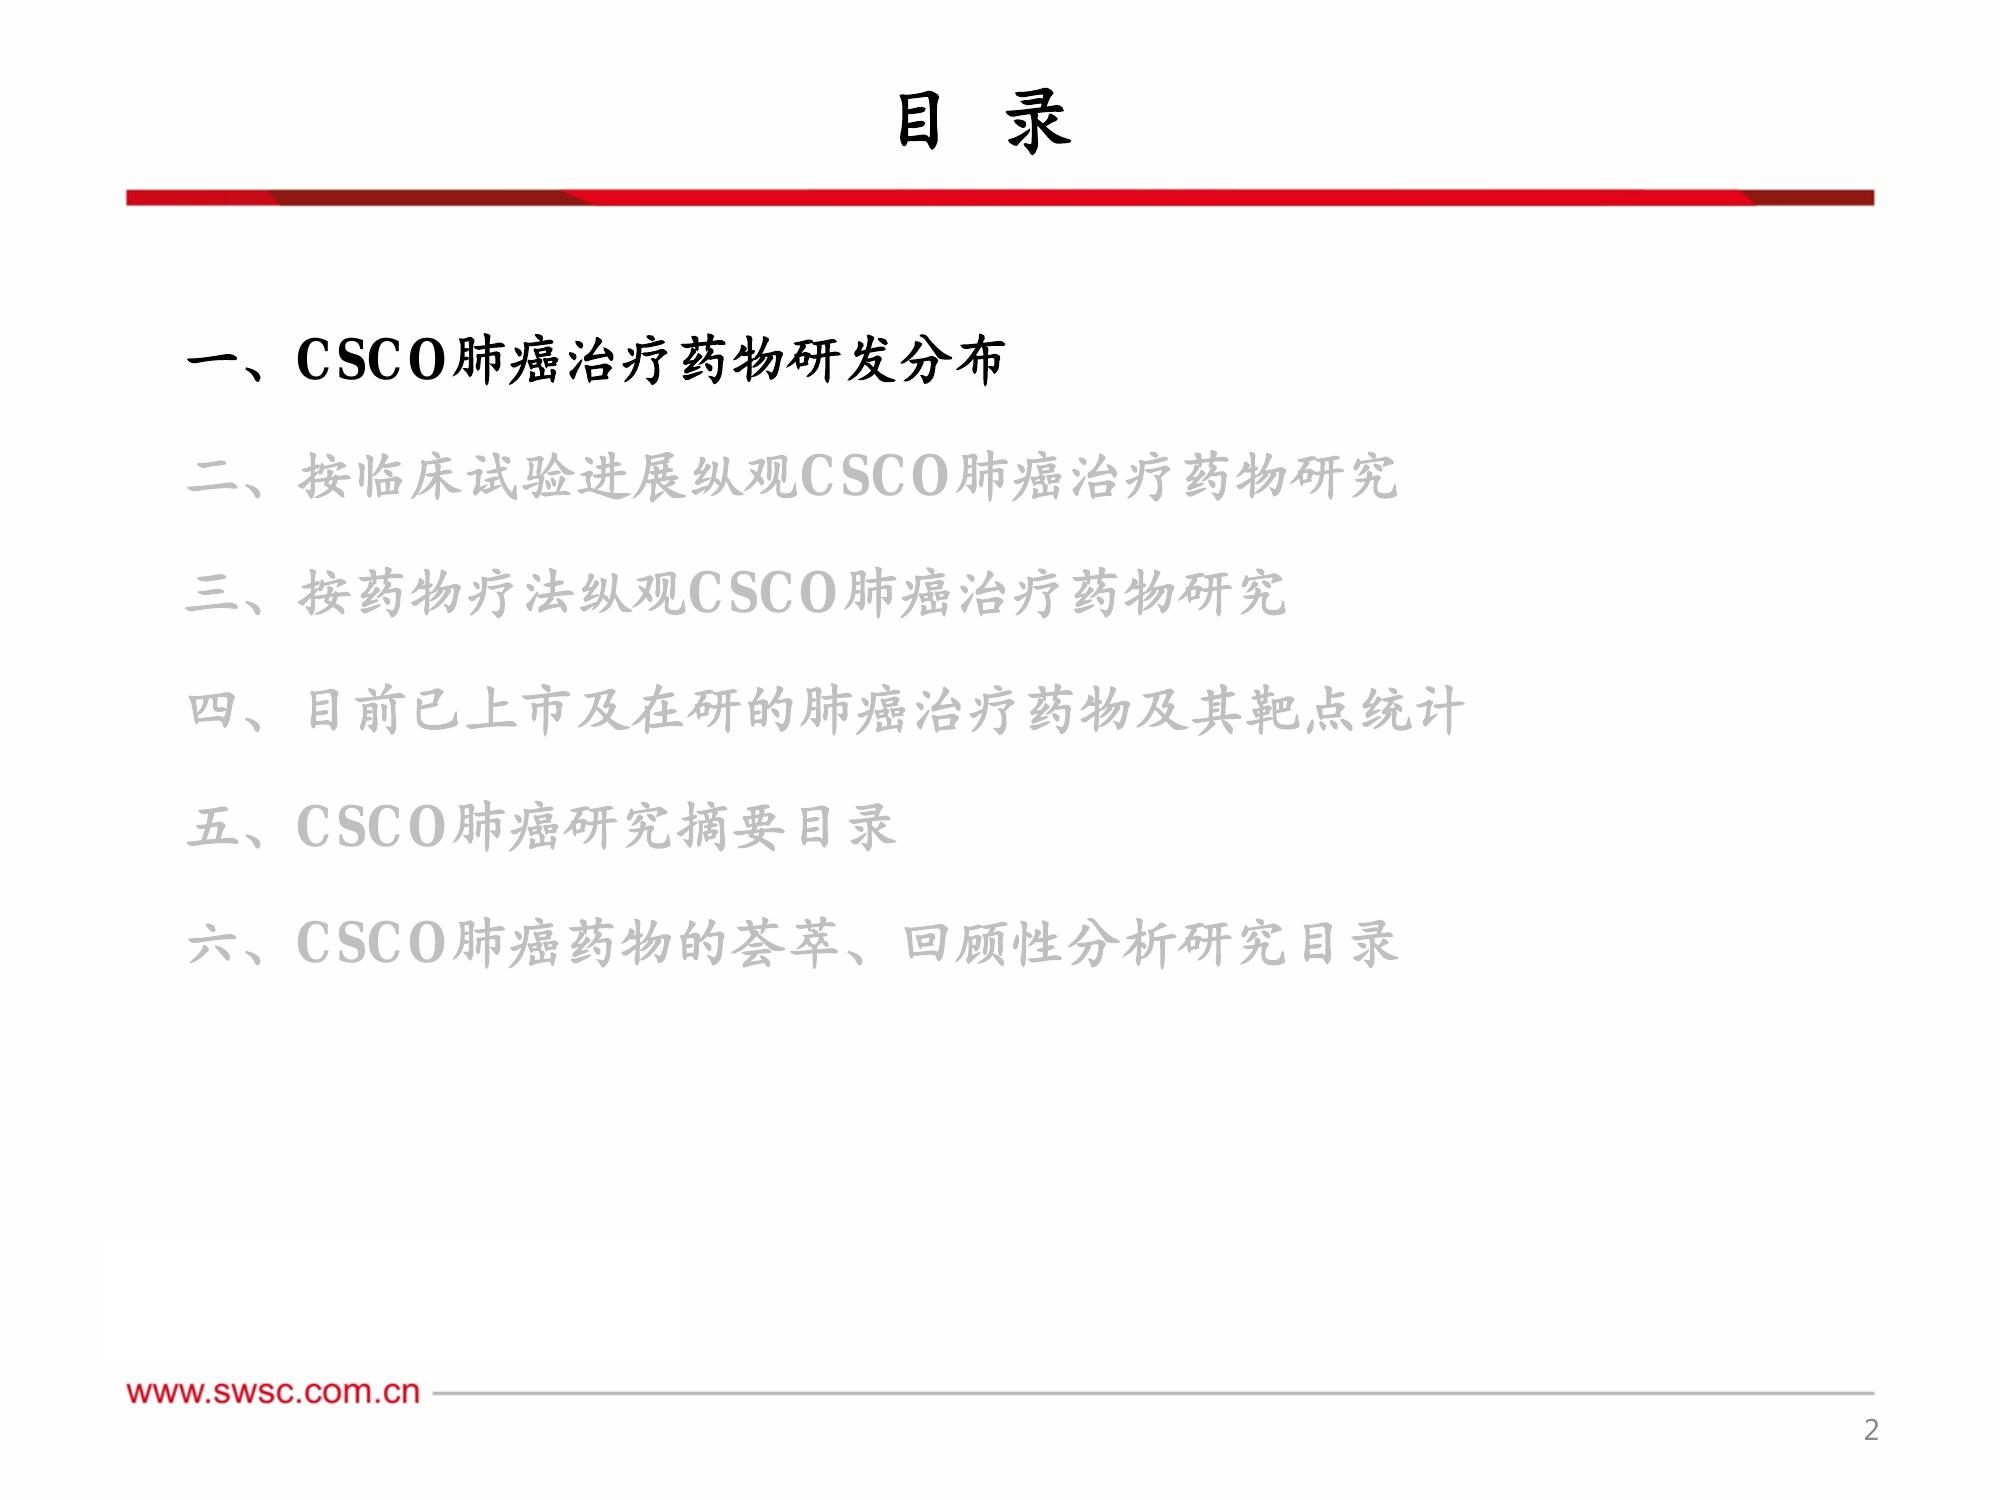 目 录
一、CSCO肺癌治疗药物研发分布
二、按临床试验进展纵观CSCO肺癌治疗药物研究
三、按药物疗法纵观CSCO肺癌治疗药物研究
四、目前已上市及在研的肺癌治疗药物及其靶点统计
五、CSCO肺癌研究摘要目录
六、CSCO肺癌药物的荟萃、回顾性分析研究目录
www.swsc.com.cn
2